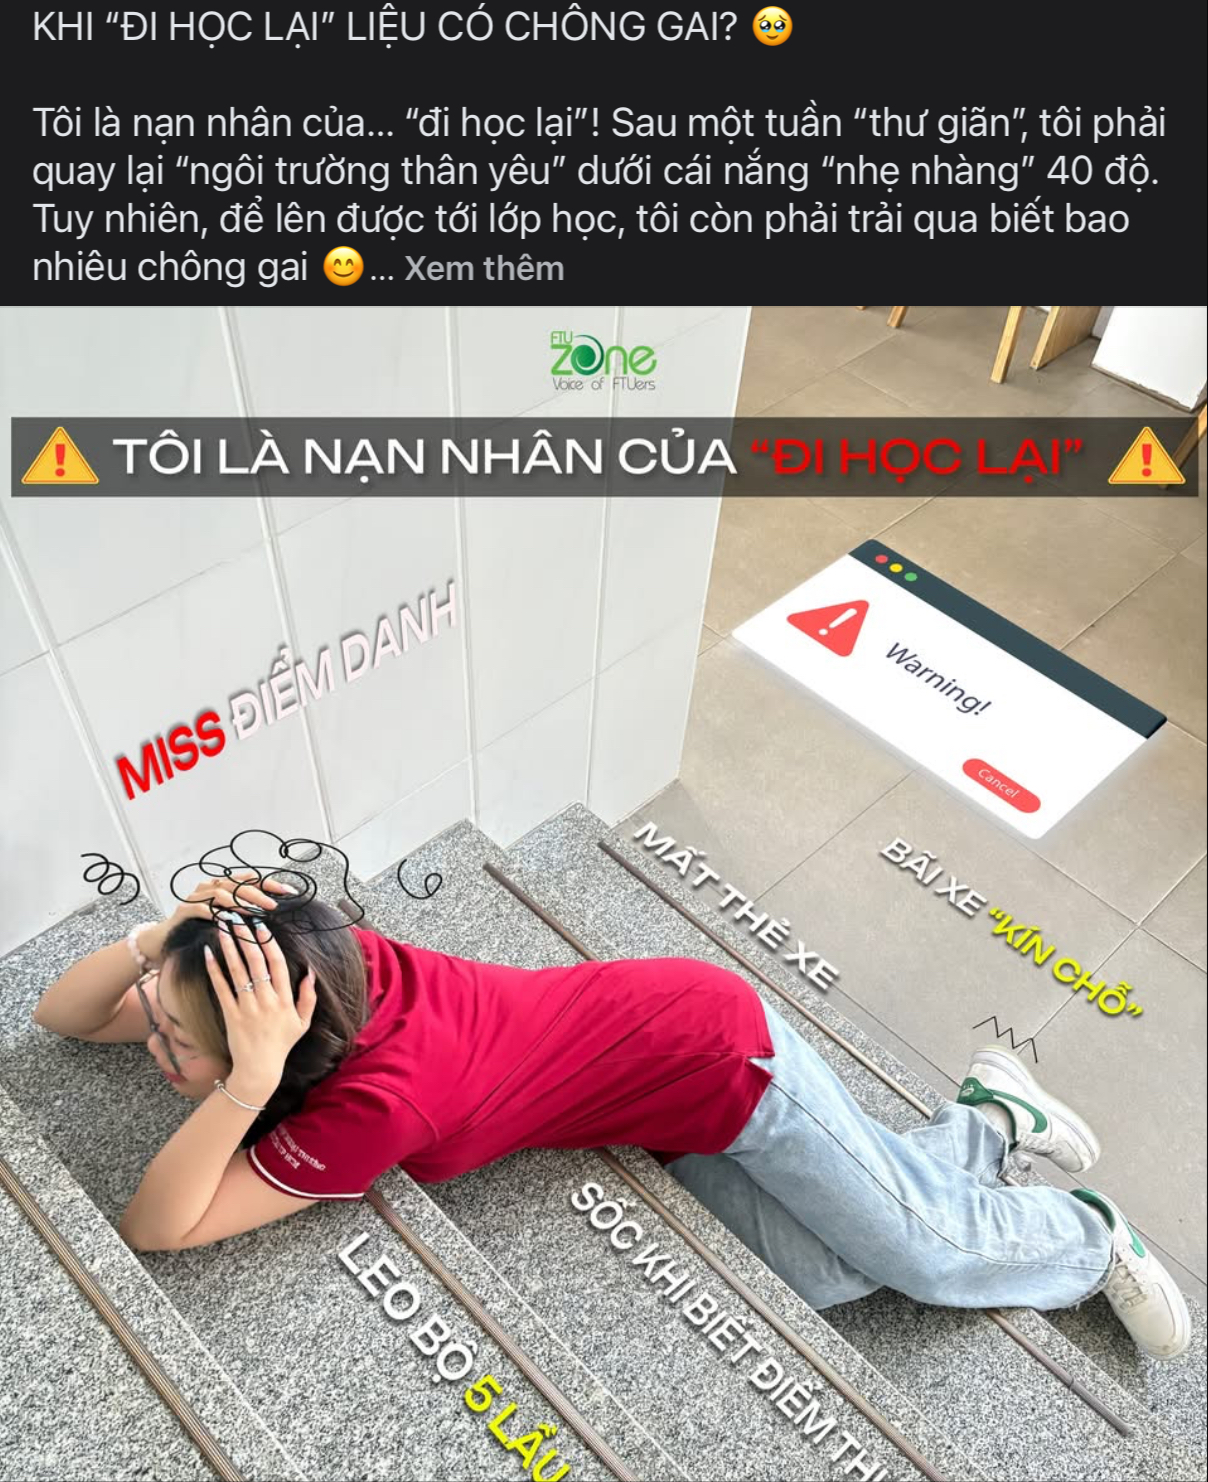 KHI “ĐI HỌC LẠI” LIỆU CÓ CHÔNG GAI? 🥹
Tôi là nạn nhân của... “đi học lại”! Sau một tuần “thư giãn”, tôi phải
quay lại “ngôi trường thân yêu” dưới cái nắng “nhẹ nhàng” 40 độ.
Tuy nhiên, để lên được tới lớp học, tôi còn phải trải qua biết bao
nhiêu chông gai 😊... Xem thêm
FTU
zone
Voice of FTUers
⚠️ TÔI LÀ NẠN NHÂN CỦA “ĐI HỌC LẠI” ⚠️
MISS ĐIỂM DANH
Warning!
Cancel
MẤT THẺ XE
BÃI XE “KÍN CHỖ”
SỐC KHI BIẾT ĐIỂM THI
LEO BỘ 5 LẦU